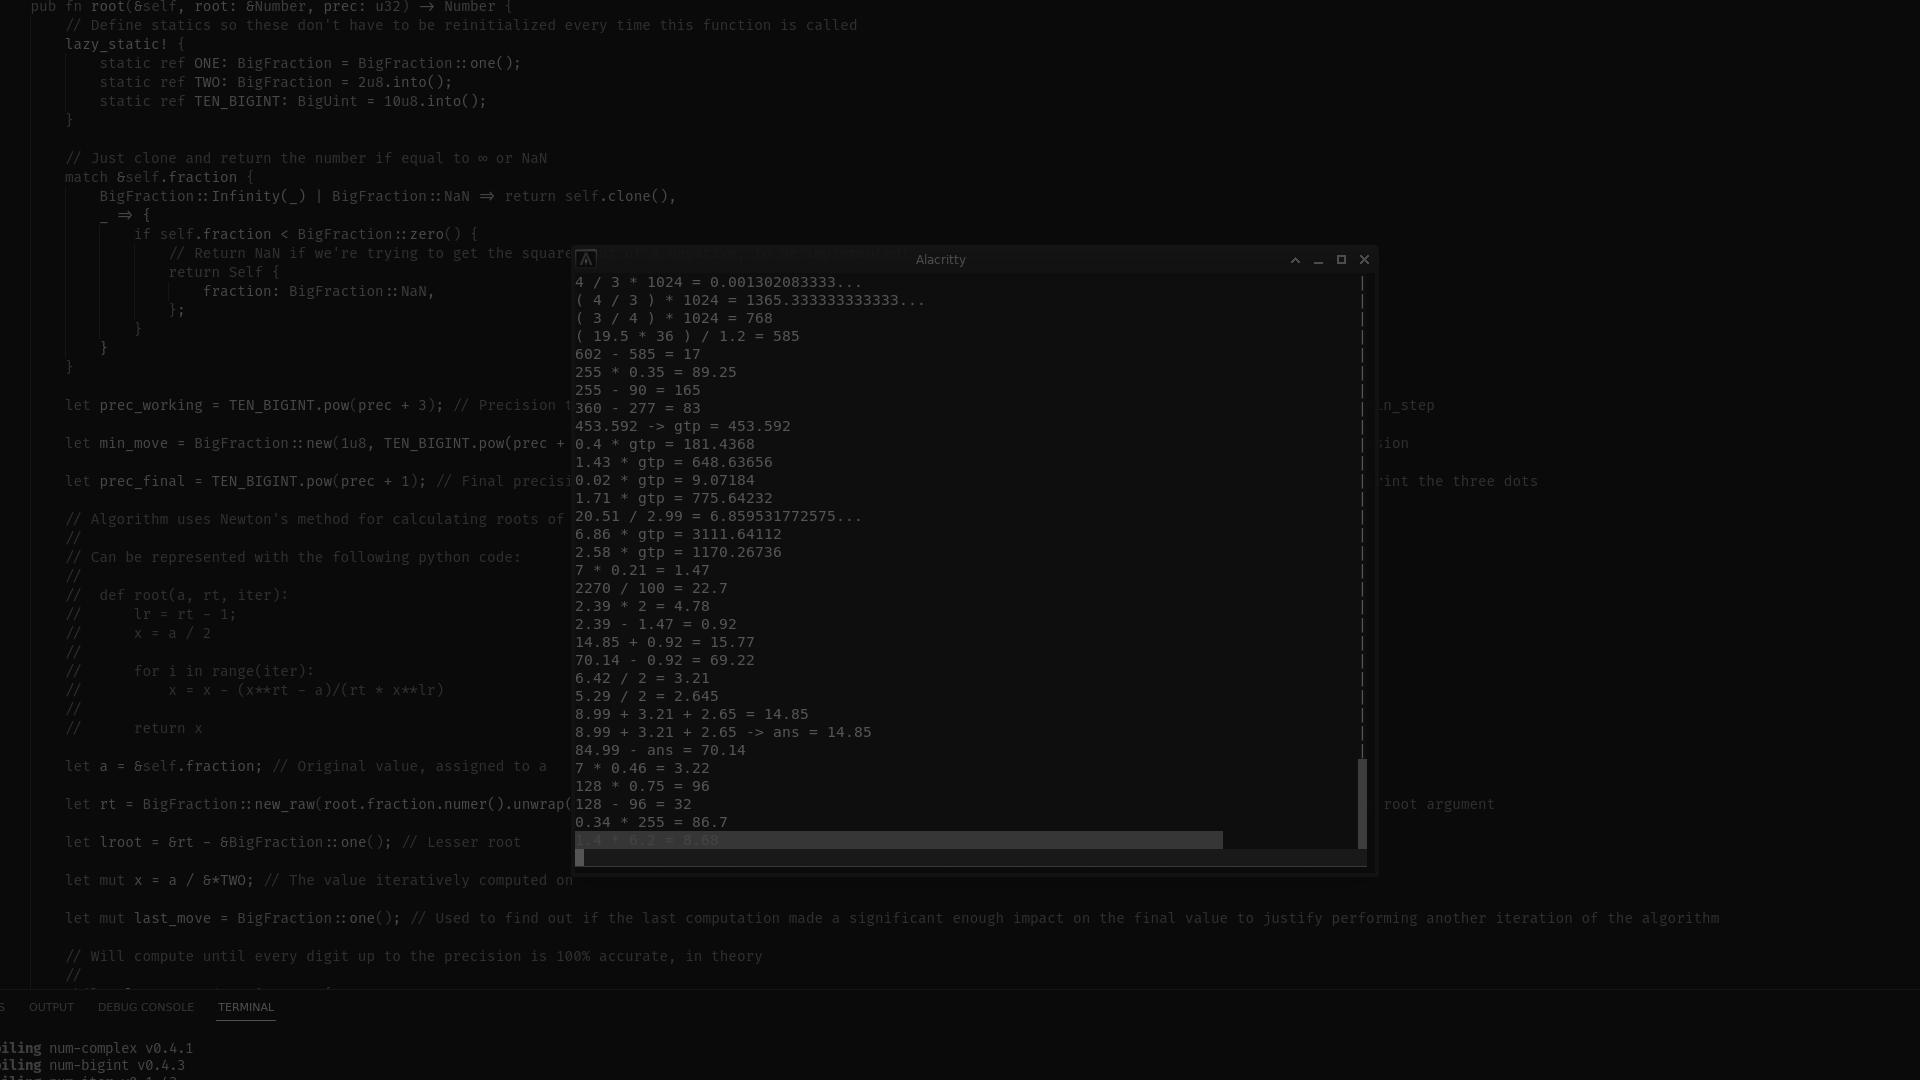 pub fn root(&self, root: &Number, prec: u32) -> Number {
// Define statics so these don't have to be reinitialized every time this function is called
lazy_static! {
static ref ONE: BigFraction = BigFraction::one();
static ref TWO: BigFraction = 2u8.into();
static ref TEN_BIGINT: BigUint = 10u8.into();
}
// Just clone and return the number if equal to ∞ or NaN
match &self.fraction {
BigFraction::Infinity(_) | BigFraction::NaN => return self.clone(),
_ => {
if self.fraction < BigFraction::zero() {
// Return NaN if we're trying to get the square
return Self {
fraction: BigFraction::NaN,
};
}
}
}
let prec_working = TEN_BIGINT.pow(prec + 3); // Precision
in_step
let min_move = BigFraction::new(1u8, TEN_BIGINT.pow(prec +
let prec_final = TEN_BIGINT.pow(prec + 1); // Final
the three dots
// Algorithm uses Newton's method for calculating roots of
//
// Can be represented with the following python code:
//
// def root(a, rt, iter):
// lr = rt - 1;
// x = a / 2
//
// for i in range(iter):
// x = x - (x**rt - a)/(rt * x**lr)
//
// return x
let a = &self.fraction; // Original value, assigned to a
let rt = BigFraction::new_raw(root.fraction.numer().unwrap(
root argument
let lroot = &rt - &BigFraction::one(); // Lesser root
let mut x = a / &*TWO; // The value iteratively computed on
let mut last_move = BigFraction::one(); // Used to find out if the last computation made a significant enough impact on the final value to justify performing another iteration of the algorithm
// Will compute until every digit up to the precision is 100% accurate, in theory
//
Alacritty
4 / 3 * 1024 = 0.001302083333...
( 4 / 3 ) * 1024 = 1365.333333333333...
( 3 / 4 ) * 1024 = 768
( 19.5 * 36 ) / 1.2 = 585
602 - 585 = 17
255 * 0.35 = 89.25
255 - 90 = 165
360 - 277 = 83
453.592 -> gtp = 453.592
0.4 * gtp = 181.4368
1.43 * gtp = 648.63656
0.02 * gtp = 9.07184
1.71 * gtp = 775.64232
20.51 / 2.99 = 6.859531772575...
6.86 * gtp = 3111.64112
2.58 * gtp = 1170.26736
7 * 0.21 = 1.47
2270 / 100 = 22.7
2.39 * 2 = 4.78
2.39 - 1.47 = 0.92
14.85 + 0.92 = 15.77
70.14 - 0.92 = 69.22
6.42 / 2 = 3.21
5.29 / 2 = 2.645
8.99 + 3.21 + 2.65 = 14.85
8.99 + 3.21 + 2.65 -> ans = 14.85
84.99 - ans = 70.14
7 * 0.46 = 3.22
128 * 0.75 = 96
128 - 96 = 32
0.34 * 255 = 86.7
1.4 * 6.2 = 8.68
OUTPUT DEBUG CONSOLE TERMINAL
iling num-complex v0.4.1
iling num-bigint v0.4.3